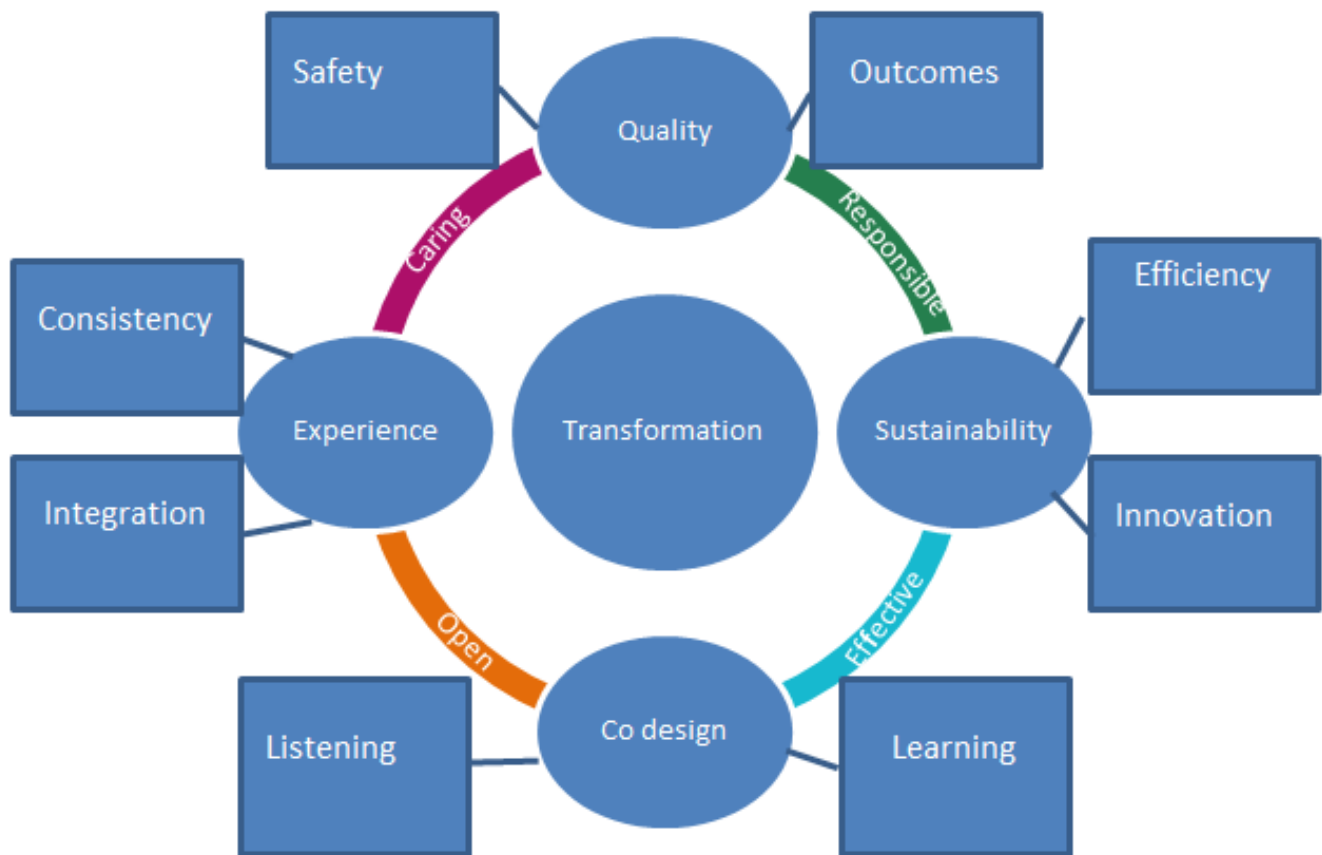 Safety
Outcomes
Quality
Caring
Responsible
Consistency
Efficiency
Experience
Transformation
Sustainability
Integration
Innovation
Open
Effective
Listening
Co design
Learning